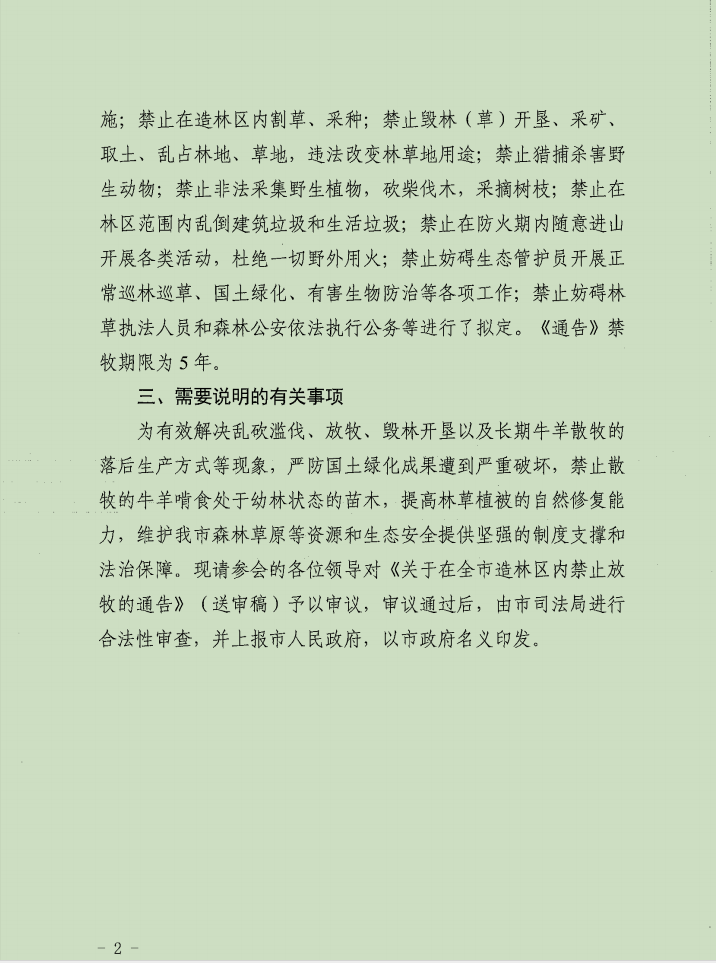 施；禁止在造林区内割草、采种；禁止毁林（草）开垦、采矿、
取土、乱占林地、草地，违法改变林草地用途；禁止猎捕杀害野
生动物；禁止非法采集野生植物，砍柴伐木，采摘树枝；禁止在
林区范围内乱倒建筑垃圾和生活垃圾；禁止在防火期内随意进山
开展各类活动，杜绝一切野外用火；禁止妨碍生态管护员开展正
常巡林巡草、国土绿化、有害生物防治等各项工作；禁止妨碍林
草执法人员和森林公安依法执行公务等进行了拟定。《通告》禁
牧期限为 5 年。
三、需要说明的有关事项
为有效解决乱砍滥伐、放牧、毁林开垦以及长期牛羊散牧的
落后生产方式等现象，严防国土绿化成果遭到严重破坏，禁止散
牧的牛羊啃食处于幼林状态的苗木，提高林草植被的自然修复能
力，维护我市森林草原等资源和生态安全提供坚强的制度支撑和
法治保障。现请参会的各位领导对《关于在全市造林区内禁止放
牧的通告》（送审稿）予以审议，审议通过后，由市司法局进行
合法性审查，并上报市人民政府，以市政府名义印发。
- 2 -